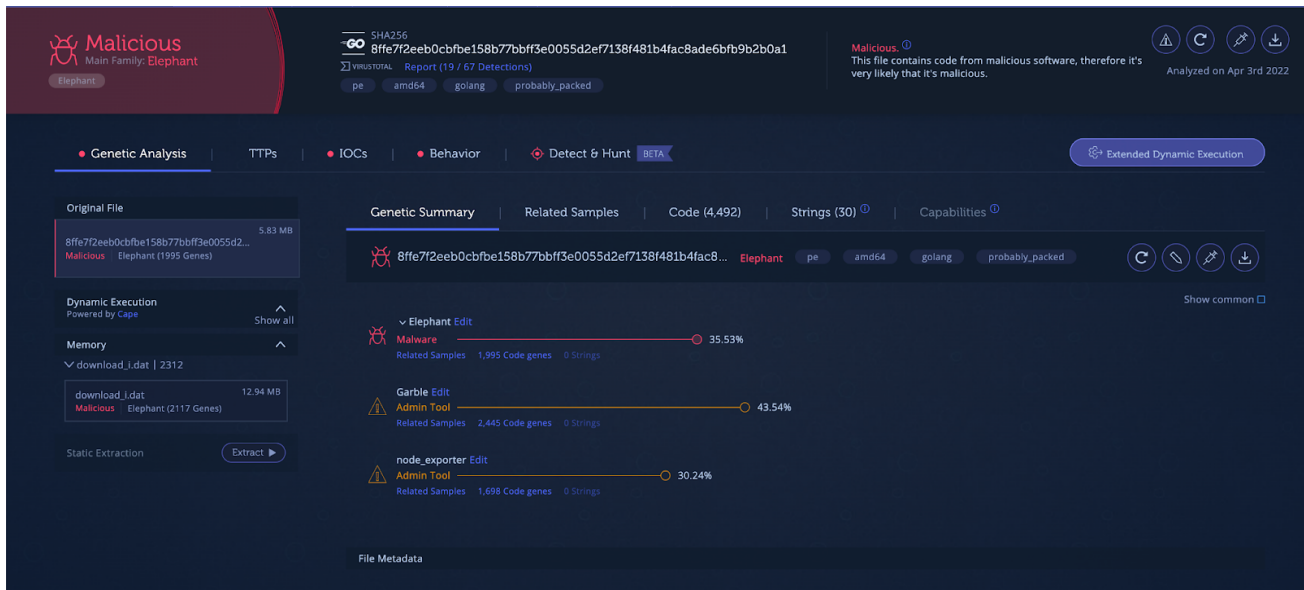 Malicious
Main Family: Elephant
Elephant
GO
SHA256
8ffe7f2eeb0cbfbe158b77bbff3e0055d2ef7138f481b4fac8ade6bfb9b2b0a1
VIRUSTOTAL Report (19 / 67 Detections)
pe amd64 golang probably_packed
Malicious.
This file contains code from malicious software, therefore it's
very likely that it's malicious.
Analyzed on Apr 3rd 2022
Genetic Analysis TTPs IOCs Behavior Detect & Hunt BETA
Extended Dynamic Execution
Original File
5.83 MB
8ffe7f2eeb0cbfbe158b77bbff3e0055d2...
Malicious Elephant (1995 Genes)
Dynamic Execution
Powered by Cape
Show all
Memory
download_i.dat | 2312
download_i.dat 12.94 MB
Malicious Elephant (2117 Genes)
Static Extraction Extract
Genetic Summary Related Samples Code (4,492) Strings (30) Capabilities
8ffe7f2eeb0cbfbe158b77bbff3e0055d2ef7138f481b4fac8... Elephant pe amd64 golang probably_packed
Show common
Elephant Edit
Malware 35.53%
Related Samples 1,995 Code genes 0 Strings
Garble Edit
Admin Tool 43.54%
Related Samples 2,445 Code genes 0 Strings
node_exporter Edit
Admin Tool 30.24%
Related Samples 1,698 Code genes 0 Strings
File Metadata